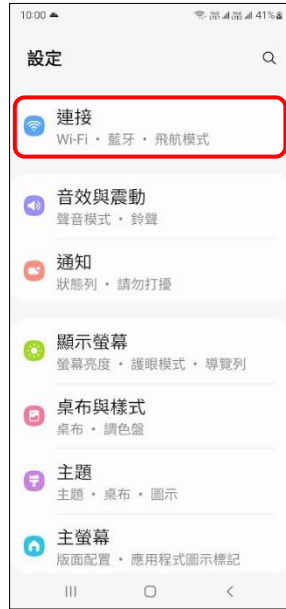 10:00 41%
設定
連接
Wi-Fi • 藍牙 • 飛航模式
音效與震動
聲音模式 • 鈴聲
通知
狀態列 • 請勿打擾
顯示螢幕
螢幕亮度 • 護眼模式 • 導覽列
桌布與樣式
桌布 • 調色盤
主題
主題 • 桌布 • 圖示
主螢幕
版面配置 • 應用程式圖示標記